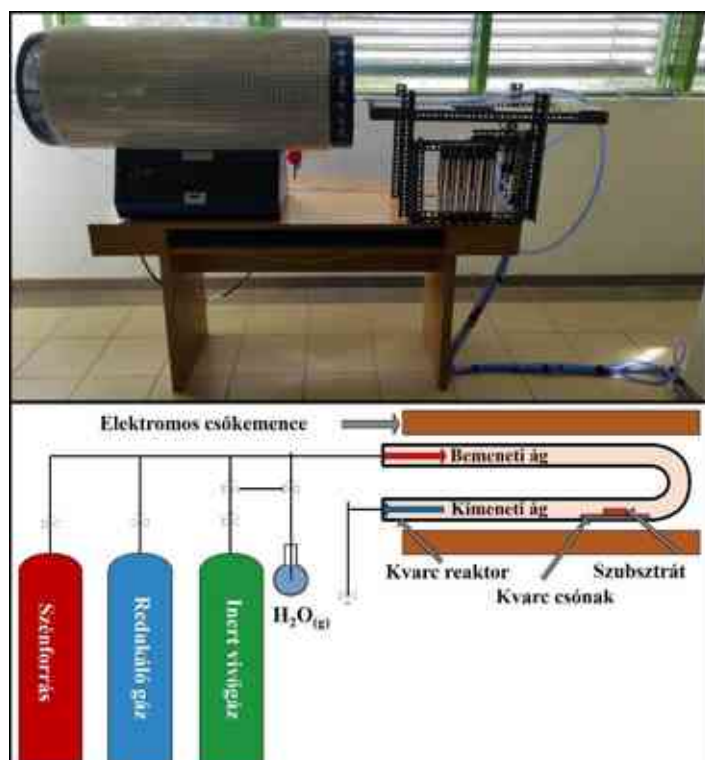 Elektromos csőkemence
Bemeneti ág
Kimeneti ág
Kvarc reaktor
Szubsztrát
Kvarc csónak
H₂O₍g₎
Szénforrás
Redukáló gáz
Inert vivőgáz